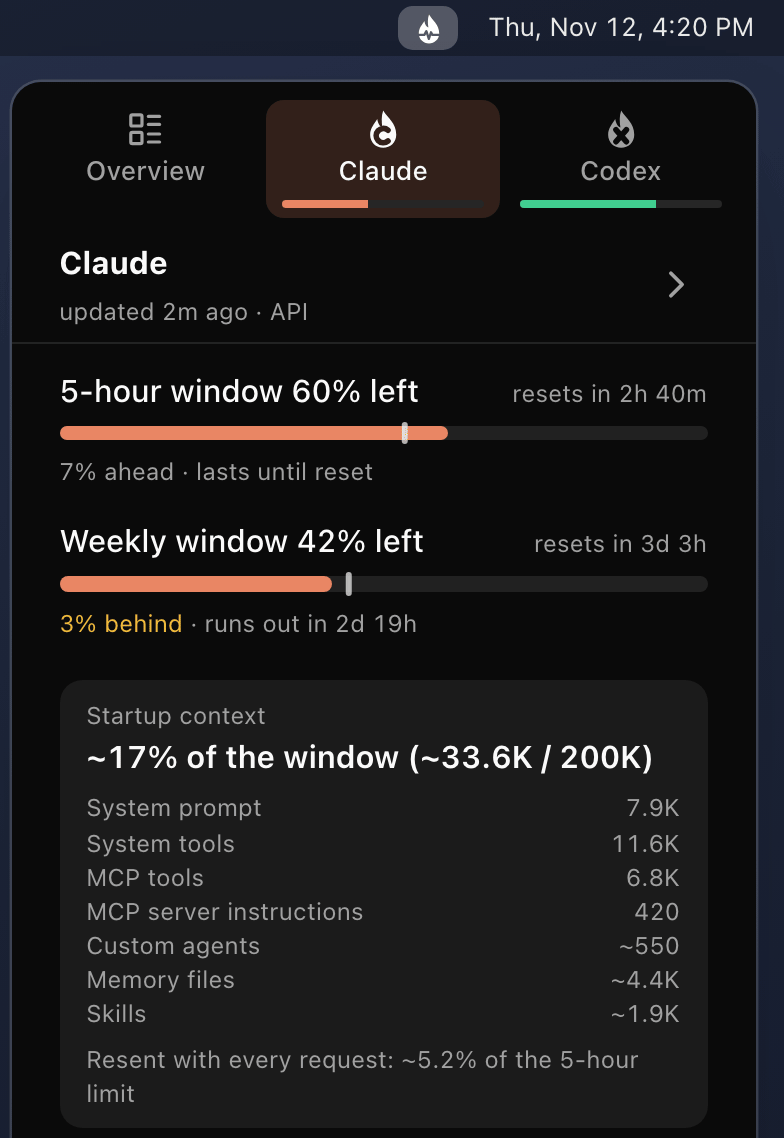 Thu, Nov 12, 4:20 PM
Overview
Claude
Codex
Claude
updated 2m ago · API
5-hour window 60% left
resets in 2h 40m
7% ahead · lasts until reset
Weekly window 42% left
resets in 3d 3h
3% behind · runs out in 2d 19h
Startup context
~17% of the window (~33.6K / 200K)
System prompt 7.9K
System tools 11.6K
MCP tools 6.8K
MCP server instructions 420
Custom agents ~550
Memory files ~4.4K
Skills ~1.9K
Resent with every request: ~5.2% of the 5-hour
limit